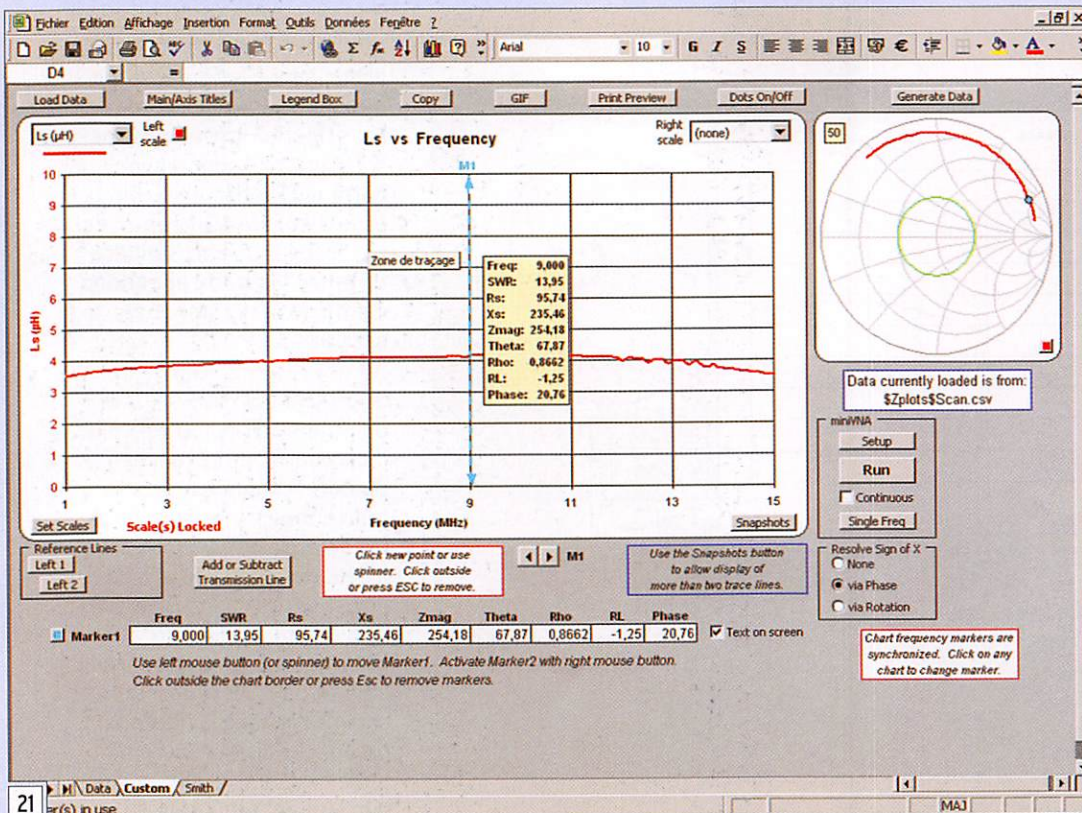 Fichier Edition Affichage Insertion Format Outils Données Fenêtre ?
Arial 10 G I S
D4 =
Load Data Main/Axis Titles Legend Box Copy GIF Print Preview Dots On/Off Generate Data
Ls (µH) Left scale Ls vs Frequency Right scale (none)
50
M1
10
9
8
7
6
5
4
3
2
1
0
Ls (µH)
Zone de traçage
Freq: 9,000
SWR: 13,95
Rs: 95,74
Xs: 235,46
Zmag: 254,18
Theta: 67,87
Rho: 0,8662
RL: -1,25
Phase: 20,76
1 3 5 7 9 11 13 15
Set Scales Scale(s) Locked Frequency (MHz) Snapshots
Data currently loaded is from:
$Zplots$Scan.csv
miniVNA
Setup
Run
Continuous
Single Freq
Resolve Sign of X
None
via Phase
via Rotation
Reference Lines
Left 1
Left 2
Add or Subtract
Transmission Line
Click new point or use
spinner. Click outside
or press ESC to remove.
M1
Use the Snapshots button
to allow display of
more than two trace lines.
Freq SWR Rs Xs Zmag Theta Rho RL Phase
Marker1 9,000 13,95 95,74 235,46 254,18 67,87 0,8662 -1,25 20,76 Text on screen
Use left mouse button (or spinner) to move Marker1. Activate Marker2 with right mouse button.
Click outside the chart border or press Esc to remove markers.
Chart frequency markers are
synchronized. Click on any
chart to change marker.
Data Custom Smith
21
er(s) in use MAJ